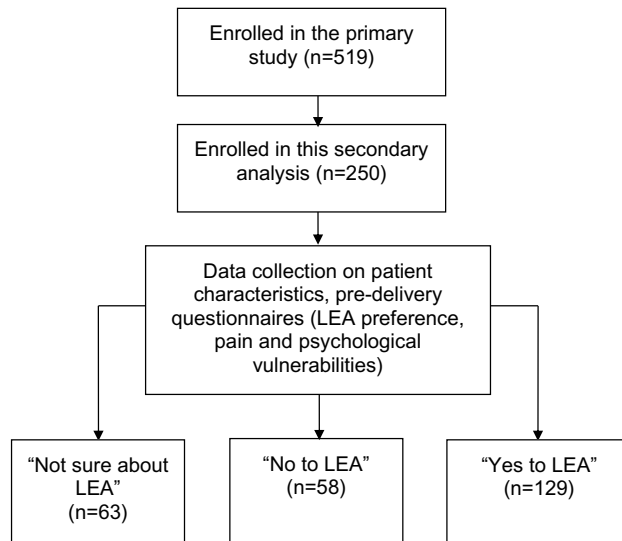 Enrolled in the primary
study (n=519)
Enrolled in this secondary
analysis (n=250)
Data collection on patient
characteristics, pre-delivery
questionnaires (LEA preference,
pain and psychological
vulnerabilities)
“Not sure about
LEA”
(n=63)
“No to LEA”
(n=58)
“Yes to LEA”
(n=129)